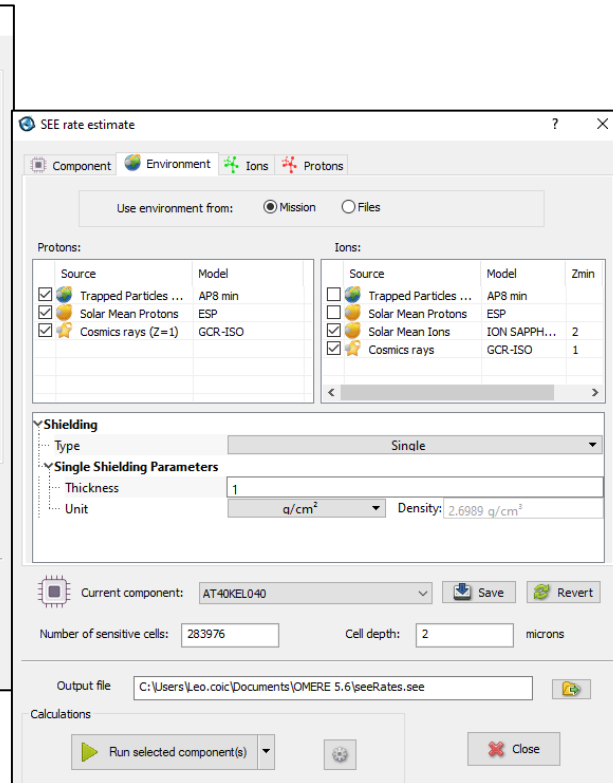 SEE rate estimate ? ×
Component Environment Ions Protons
Use environment from: Mission Files
Protons: Ions:
Source Model Source Model Zmin
Trapped Particles ... AP8 min Trapped Particles ... AP8 min
Solar Mean Protons ESP Solar Mean Protons ESP
Cosmics rays (Z=1) GCR-ISO Solar Mean Ions ION SAPPH... 2
Cosmics rays GCR-ISO 1
Shielding
Type Single
Single Shielding Parameters
Thickness 1
Unit g/cm² Density: 2.6989 g/cm³
Current component: AT40KEL040 Save Revert
Number of sensitive cells: 283976 Cell depth: 2 microns
Output file C:\Users\Leo.coic\Documents\OMERE 5.6\seeRates.see
Calculations
Run selected component(s) Close